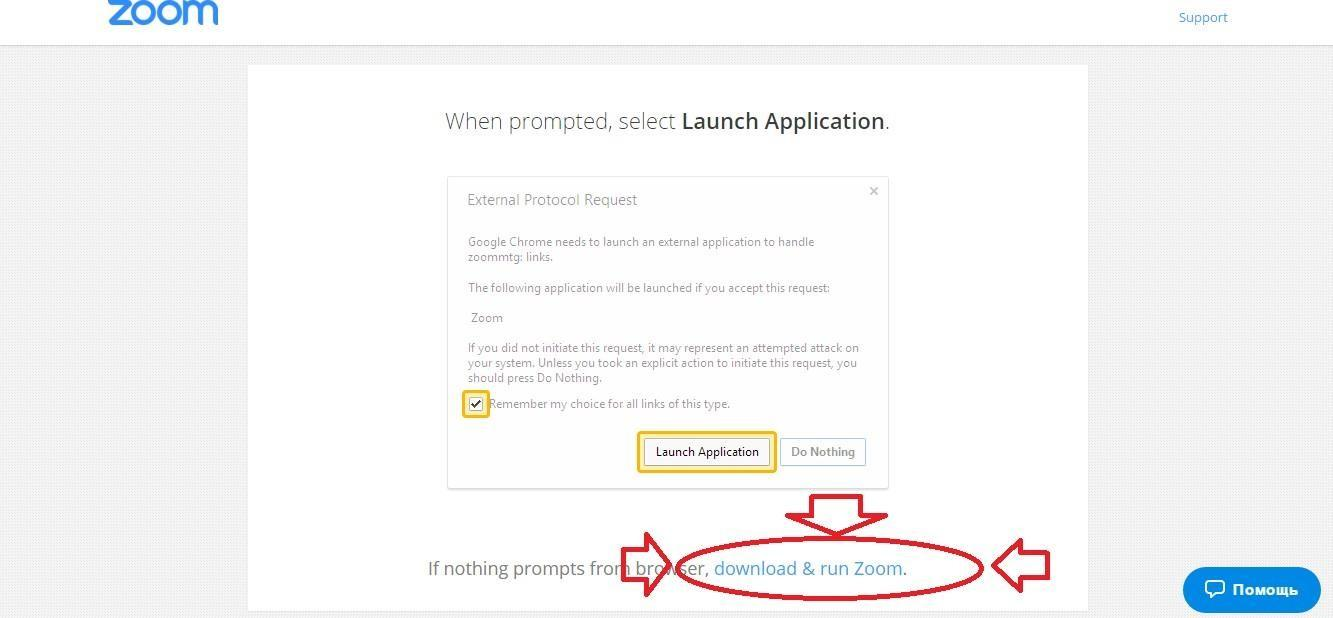 zoom
Support
When prompted, select Launch Application.
External Protocol Request
Google Chrome needs to launch an external application to handle
zoommtg: links.
The following application will be launched if you accept this request:
Zoom
If you did not initiate this request, it may represent an attempted attack on
your system. Unless you took an explicit action to initiate this request, you
should press Do Nothing.
Remember my choice for all links of this type.
Launch Application
Do Nothing
If nothing prompts from browser, download & run Zoom.
Помощь